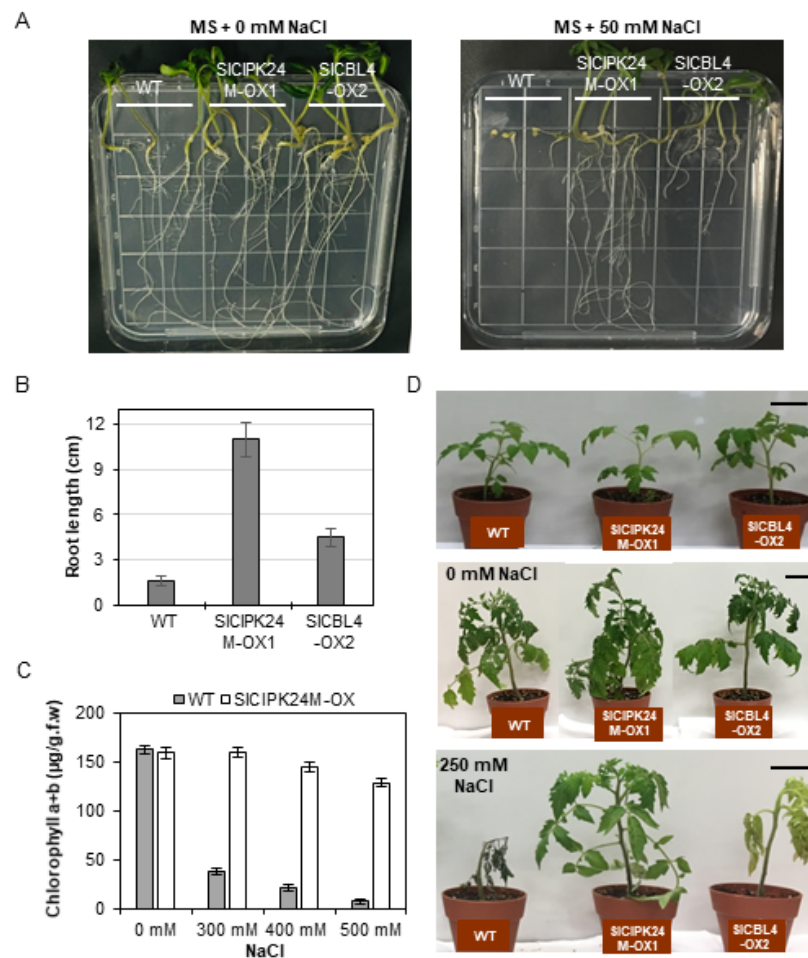 A
MS + 0 mM NaCl
MS + 50 mM NaCl
WT
SlCIPK24
M-OX1
SlCBL4
-OX2
WT
SlCIPK24
M-OX1
SlCBL4
-OX2
B
Root length (cm)
12
9
6
3
0
WT
SlCIPK24
M-OX1
SlCBL4
-OX2
C
WT
SlCIPK24M-OX
Chlorophyll a+b (µg/g.f.w)
200
150
100
50
0
0 mM
300 mM
400 mM
500 mM
NaCl
D
WT
SlCIPK24
M-OX1
SlCBL4
-OX2
0 mM NaCl
WT
SlCIPK24
M-OX1
SlCBL4
-OX2
250 mM
NaCl
WT
SlCIPK24
M-OX1
SlCBL4
-OX2